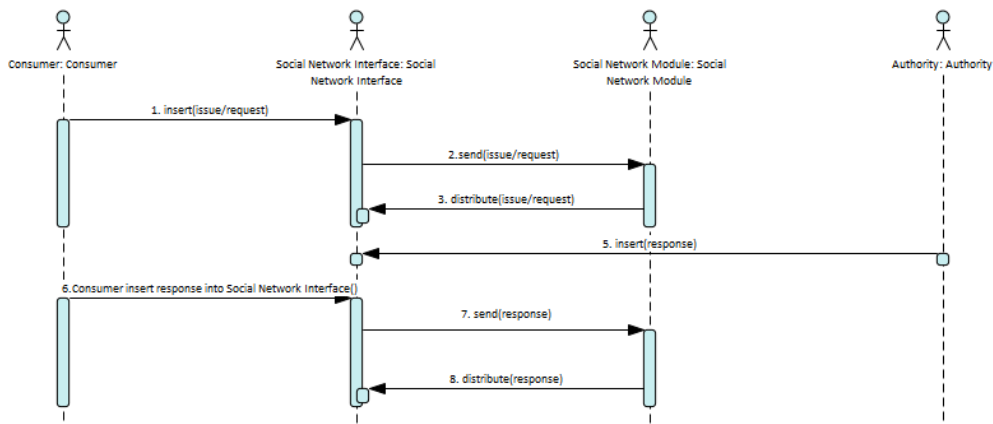 Consumer: Consumer
Social Network Interface: Social
Network Interface
Social Network Module: Social
Network Module
Authority: Authority
1. insert(issue/request)
2.send(issue/request)
3. distribute(issue/request)
5. insert(response)
6.Consumer insert response into Social Network Interface()
7. send(response)
8. distribute(response)